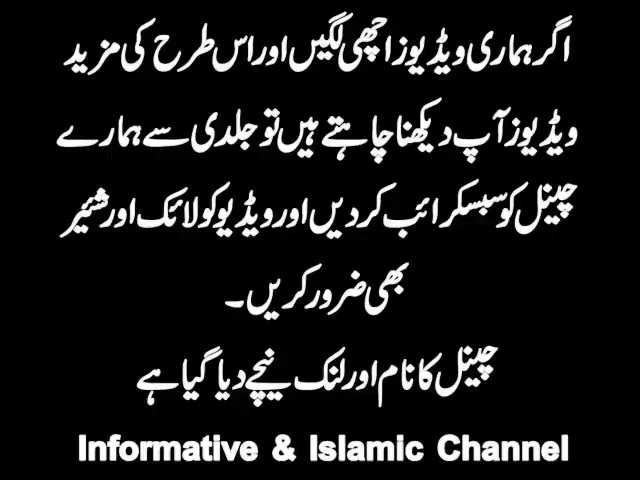 اگر ہماری ویڈیوز اچھی لگیں اور اس طرح کی مزید
ویڈیوز آپ دیکھنا چاہتے ہیں تو جلدی سے ہمارے
چینل کو سبسکرائب کردیں اور ویڈیو کو لائک اور شئیر
بھی ضرور کریں۔
چینل کا نام اور لنک نیچے دیا گیا ہے
Informative & Islamic Channel